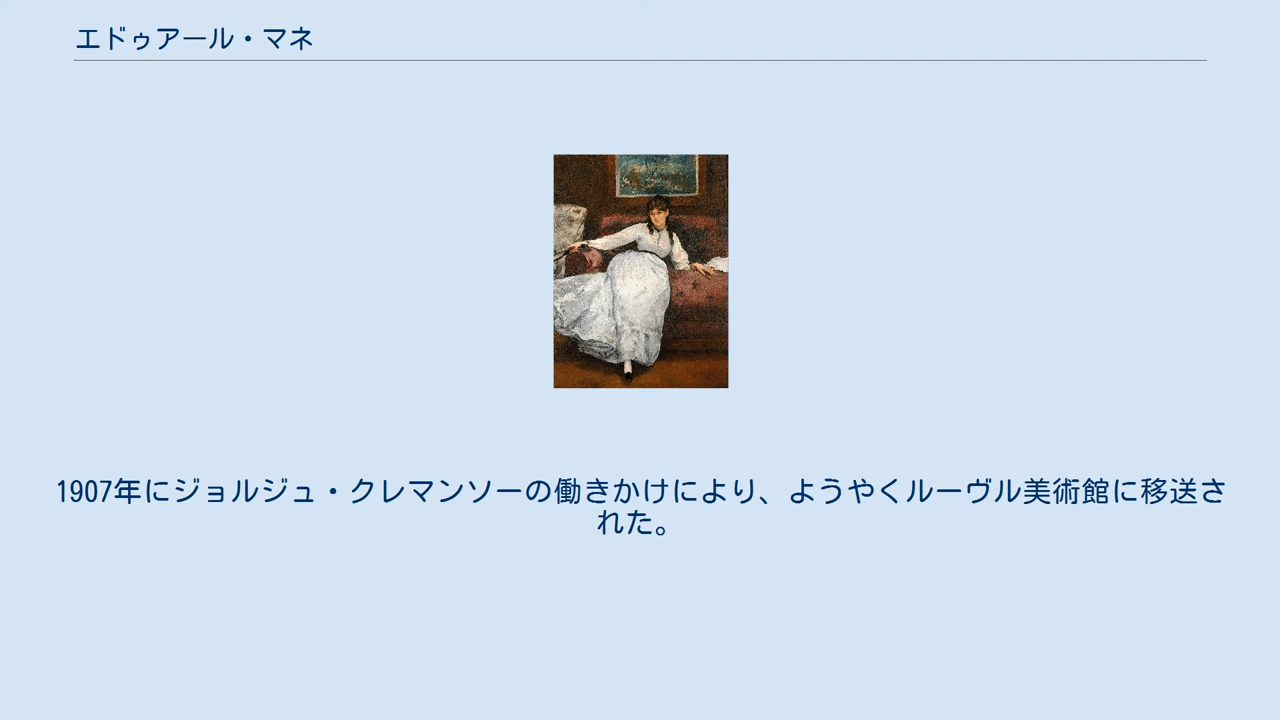 エドゥアール・マネ
1907年にジョルジュ・クレマンソーの働きかけにより、ようやくルーヴル美術館に移送さ
れた。